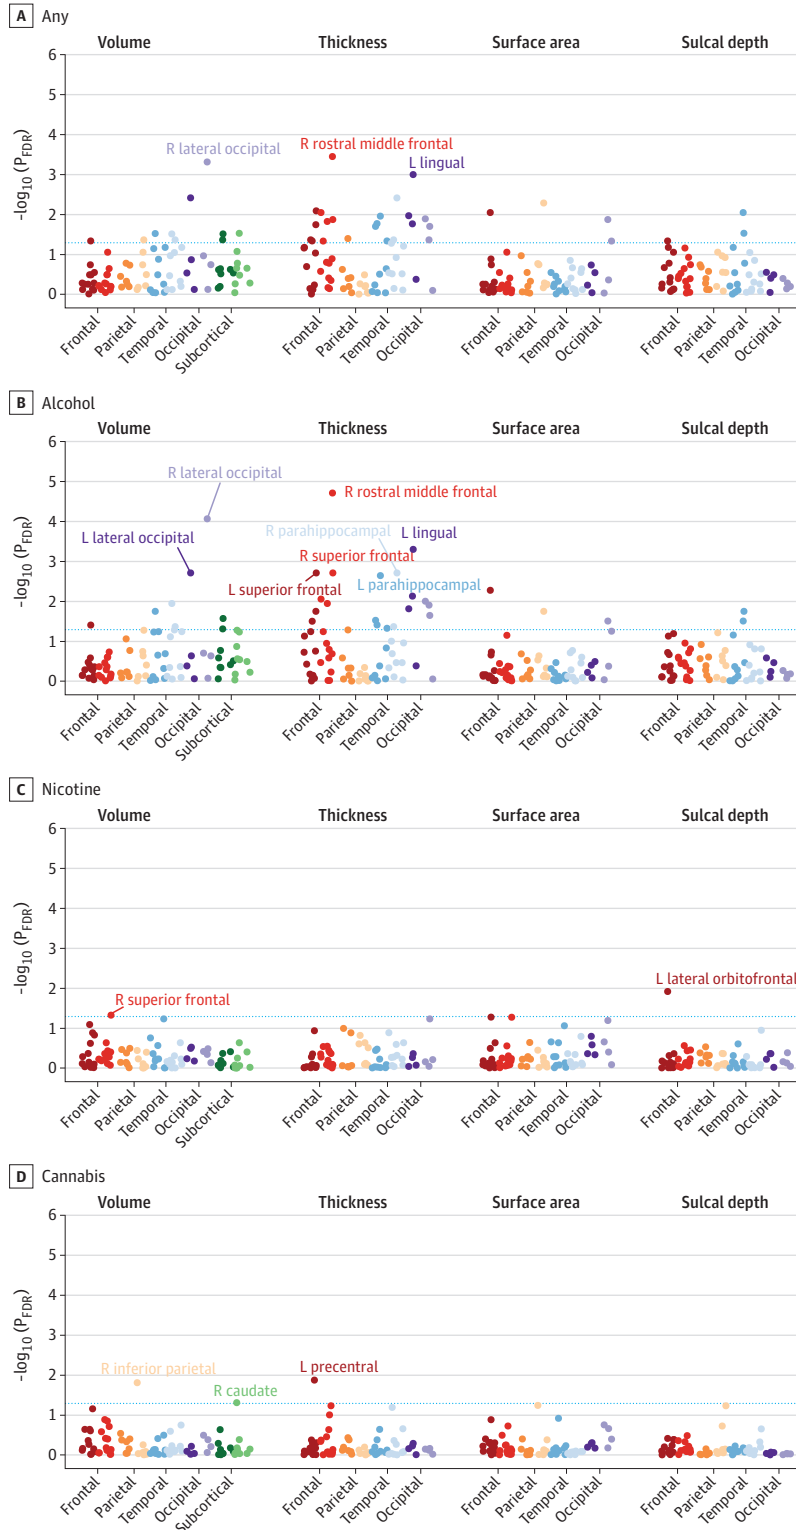 A Any
Volume Thickness Surface area Sulcal depth
-log10 (PFDR)
6
5
4
3
2
1
0
R lateral occipital
R rostral middle frontal
L lingual
Frontal Parietal Temporal Occipital Subcortical
Frontal Parietal Temporal Occipital
Frontal Parietal Temporal Occipital
Frontal Parietal Temporal Occipital
B Alcohol
Volume Thickness Surface area Sulcal depth
-log10 (PFDR)
6
5
4
3
2
1
0
R lateral occipital
R rostral middle frontal
L lateral occipital
R parahippocampal
L lingual
R superior frontal
L superior frontal
L parahippocampal
Frontal Parietal Temporal Occipital Subcortical
Frontal Parietal Temporal Occipital
Frontal Parietal Temporal Occipital
Frontal Parietal Temporal Occipital
C Nicotine
Volume Thickness Surface area Sulcal depth
-log10 (PFDR)
6
5
4
3
2
1
0
L lateral orbitofrontal
R superior frontal
Frontal Parietal Temporal Occipital Subcortical
Frontal Parietal Temporal Occipital
Frontal Parietal Temporal Occipital
Frontal Parietal Temporal Occipital
D Cannabis
Volume Thickness Surface area Sulcal depth
-log10 (PFDR)
6
5
4
3
2
1
0
R inferior parietal
L precentral
R caudate
Frontal Parietal Temporal Occipital Subcortical
Frontal Parietal Temporal Occipital
Frontal Parietal Temporal Occipital
Frontal Parietal Temporal Occipital